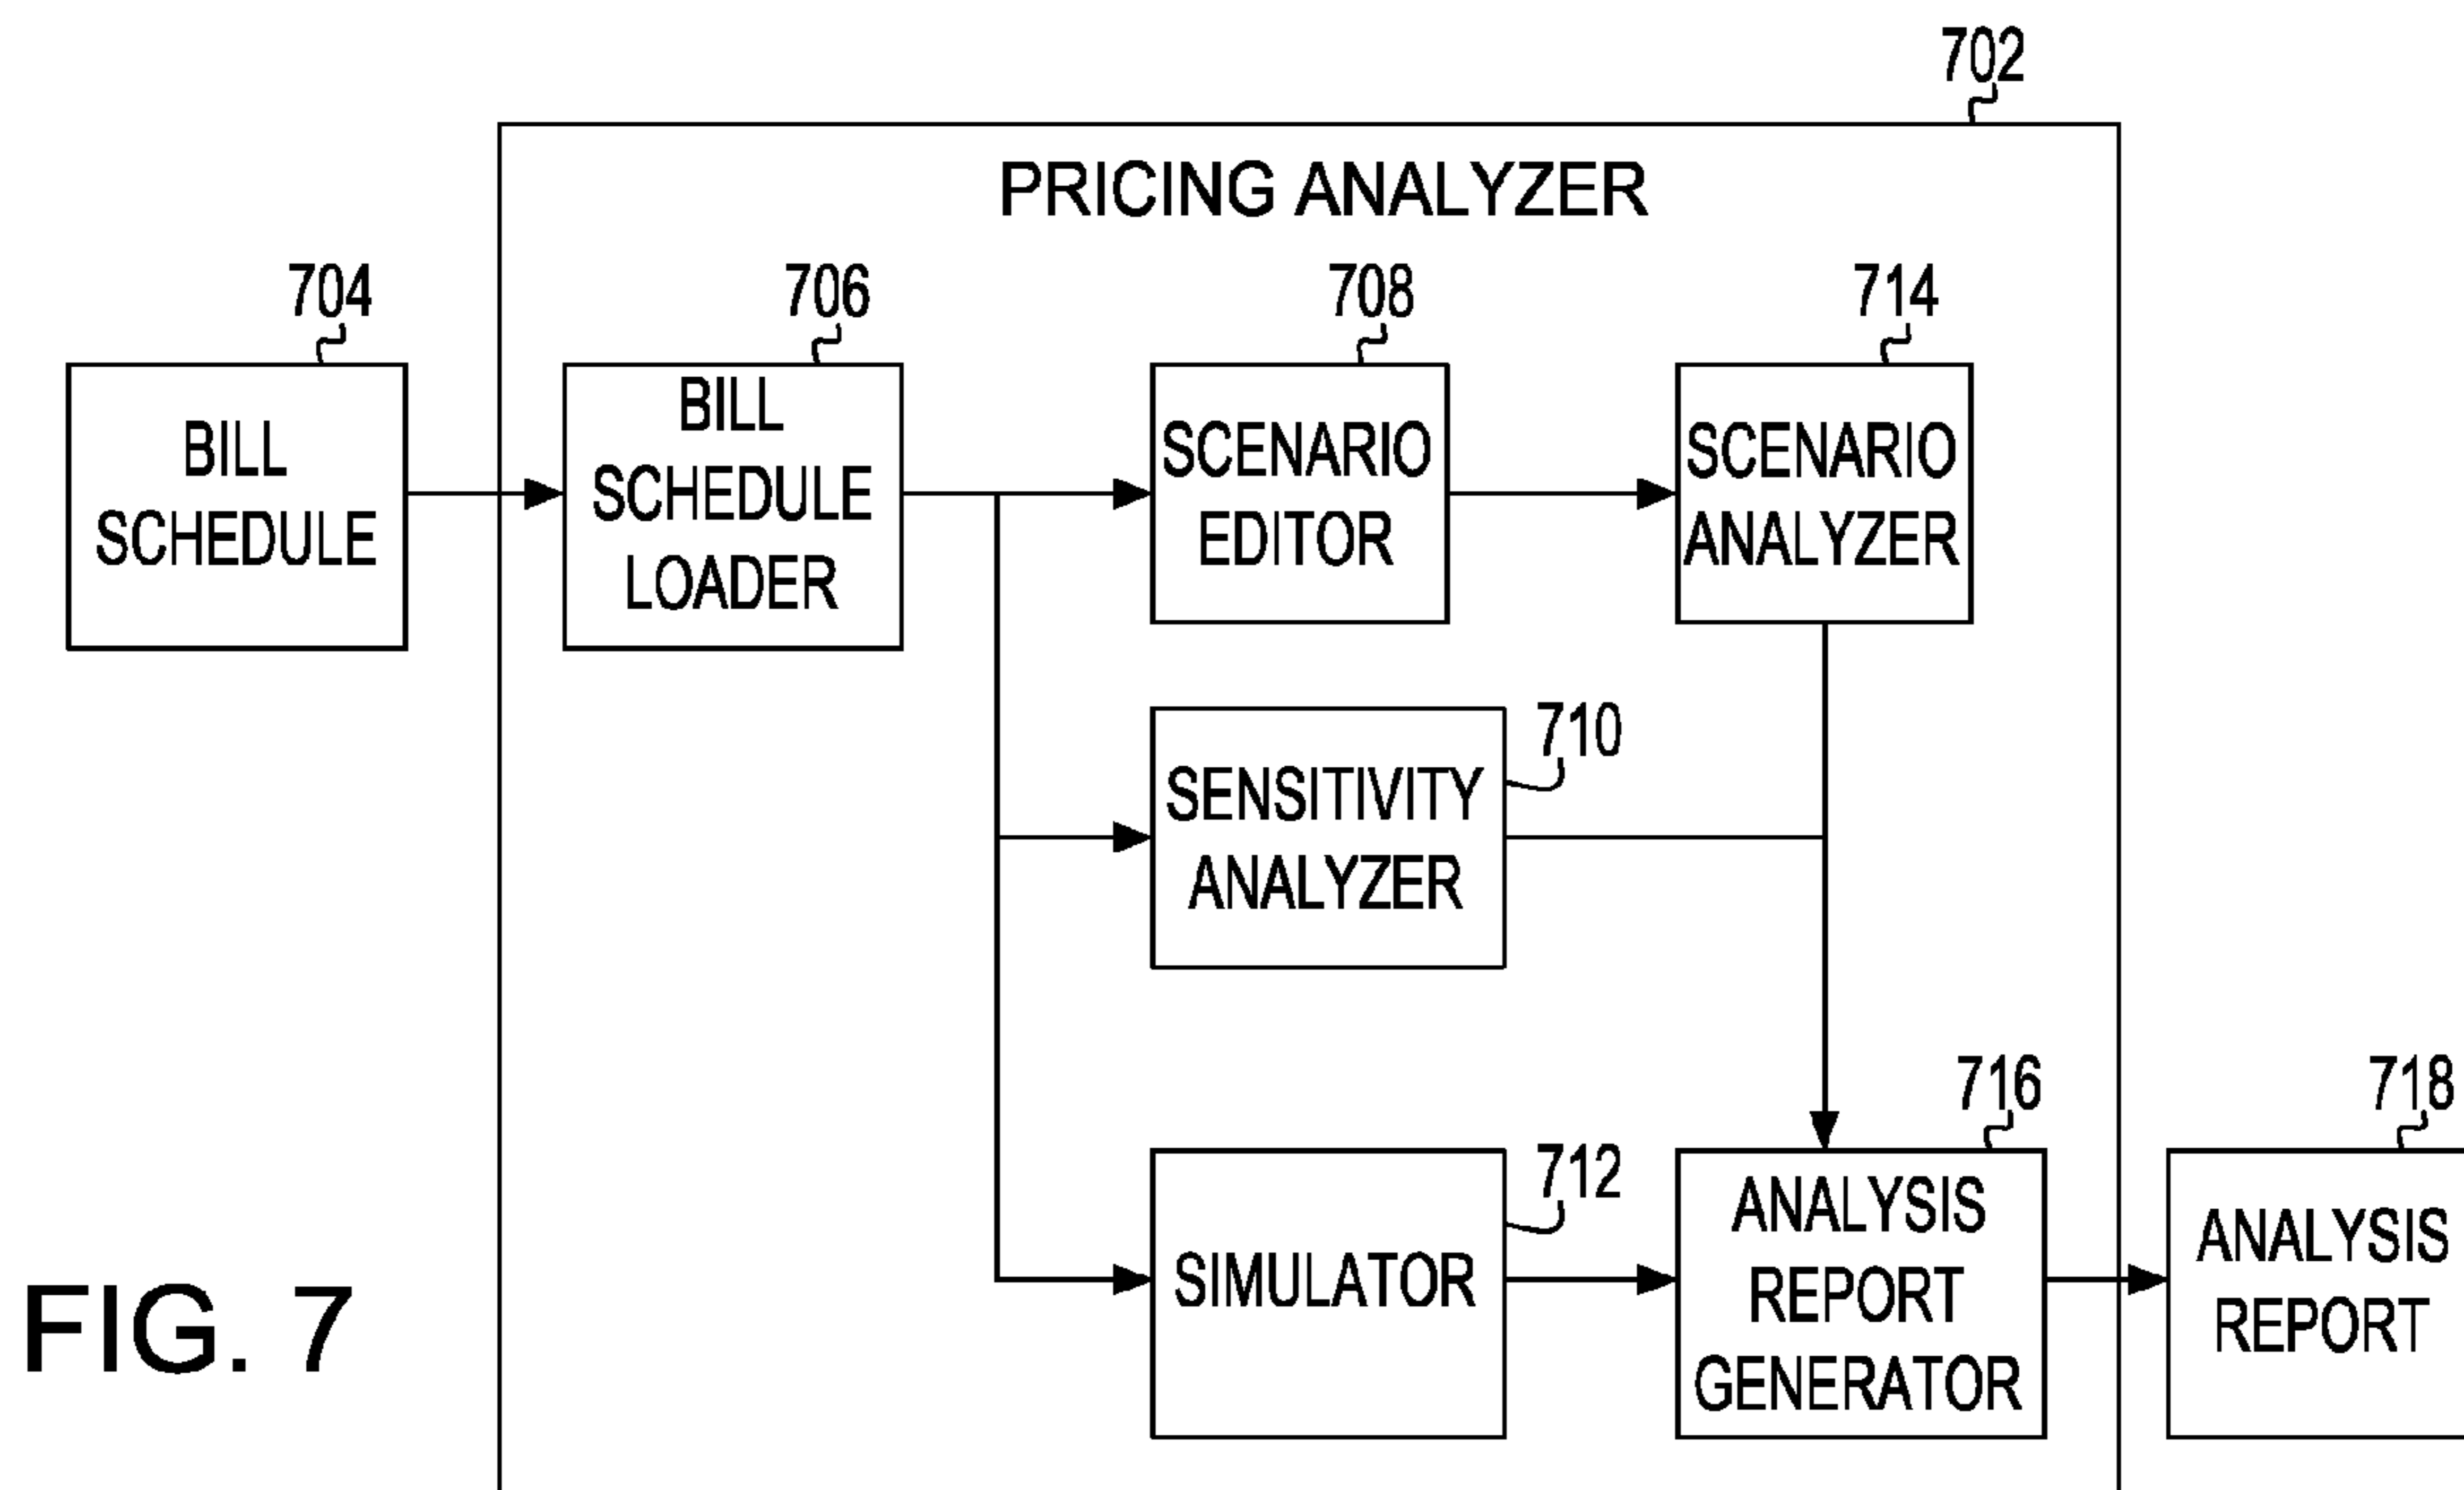 702
PRICING ANALYZER
704
706
708
714
BILL
SCHEDULE
BILL
SCHEDULE
LOADER
SCENARIO
EDITOR
SCENARIO
ANALYZER
710
SENSITIVITY
ANALYZER
716
718
712
SIMULATOR
ANALYSIS
REPORT
GENERATOR
ANALYSIS
REPORT
FIG. 7